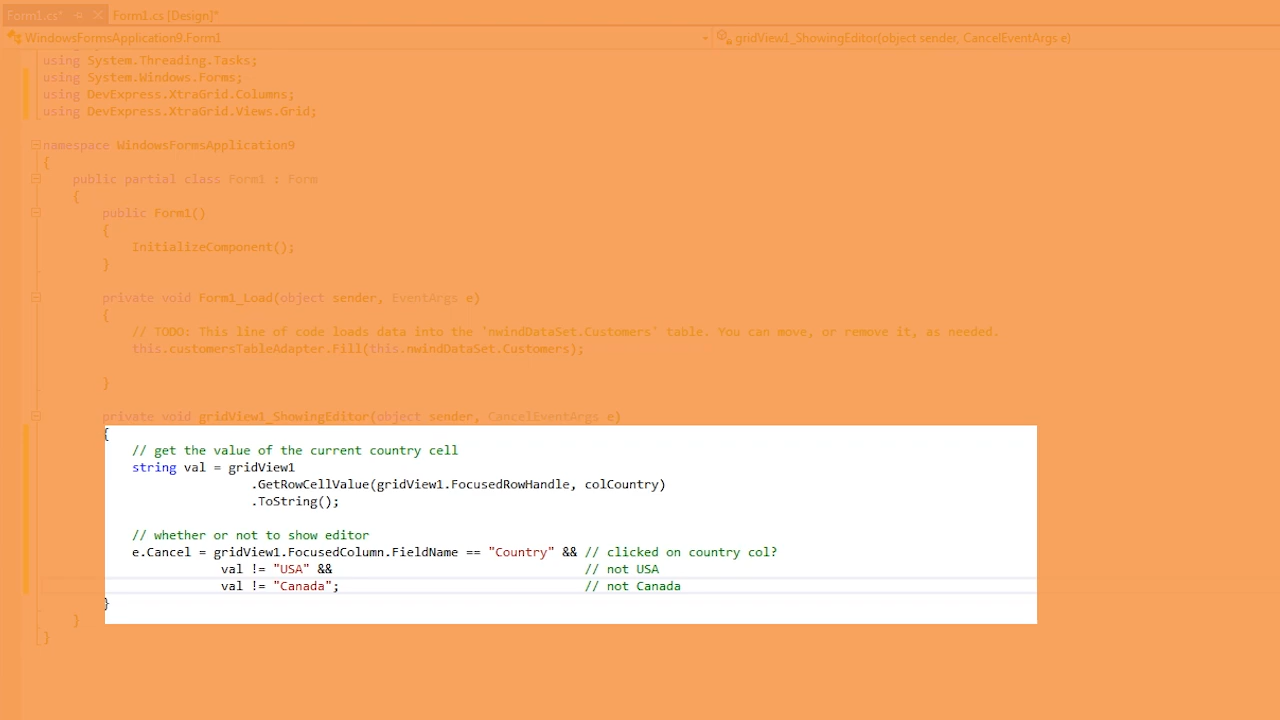 Form1.cs* Form1.cs [Design]*
WindowsFormsApplication9.Form1 gridView1_ShowingEditor(object sender, CancelEventArgs e)
using System.Threading.Tasks;
using System.Windows.Forms;
using DevExpress.XtraGrid.Columns;
using DevExpress.XtraGrid.Views.Grid;
namespace WindowsFormsApplication9
{
public partial class Form1 : Form
{
public Form1()
{
InitializeComponent();
}
private void Form1_Load(object sender, EventArgs e)
{
// TODO: This line of code loads data into the 'nwindDataSet.Customers' table. You can move, or remove it, as needed.
this.customersTableAdapter.Fill(this.nwindDataSet.Customers);
}
private void gridView1_ShowingEditor(object sender, CancelEventArgs e)
{
// get the value of the current country cell
string val = gridView1
.GetRowCellValue(gridView1.FocusedRowHandle, colCountry)
.ToString();
// whether or not to show editor
e.Cancel = gridView1.FocusedColumn.FieldName == "Country" && // clicked on country col?
val != "USA" && // not USA
val != "Canada"; // not Canada
}
}
}